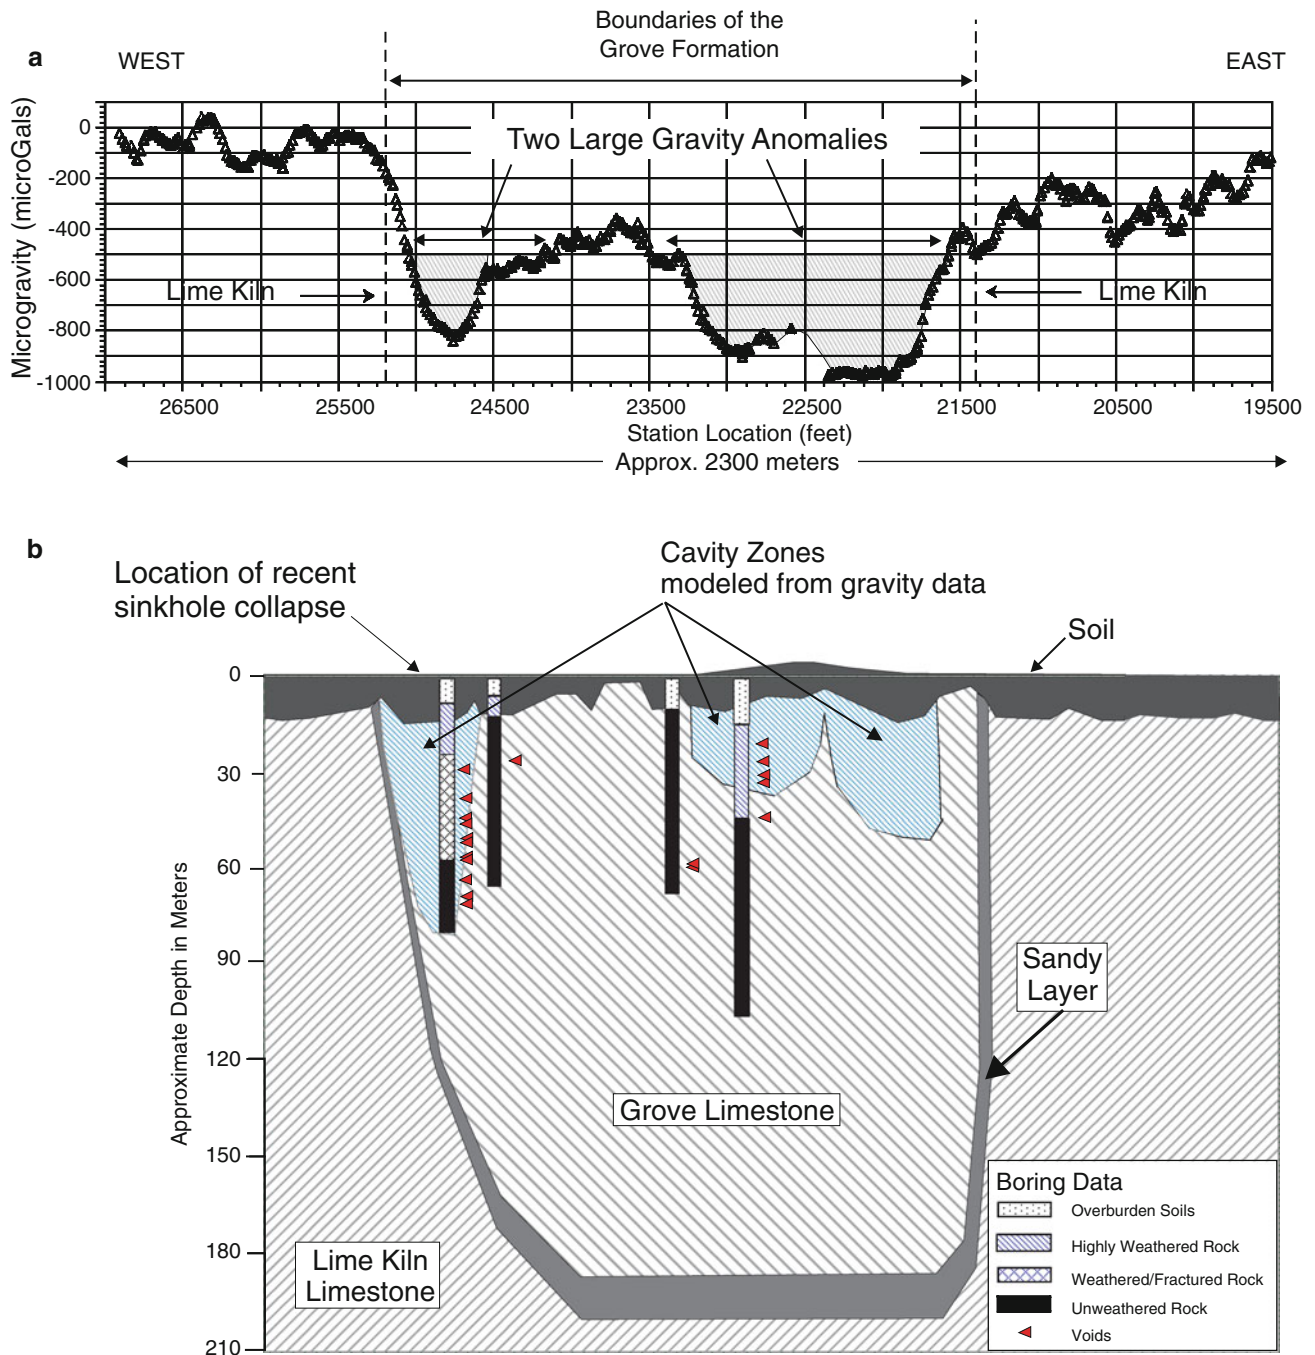 Boundaries of the
Grove Formation
a
WEST
EAST
Microgravity (microGals)
0
-200
-400
-600
-800
-1000
Two Large Gravity Anomalies
Lime Kiln
Lime Kiln
26500
25500
24500
23500
22500
21500
20500
19500
Station Location (feet)
Approx. 2300 meters
b
Location of recent
sinkhole collapse
Cavity Zones
modeled from gravity data
Soil
Approximate Depth in Meters
0
30
60
90
120
150
180
210
Sandy
Layer
Grove Limestone
Lime Kiln
Limestone
Boring Data
Overburden Soils
Highly Weathered Rock
Weathered/Fractured Rock
Unweathered Rock
Voids